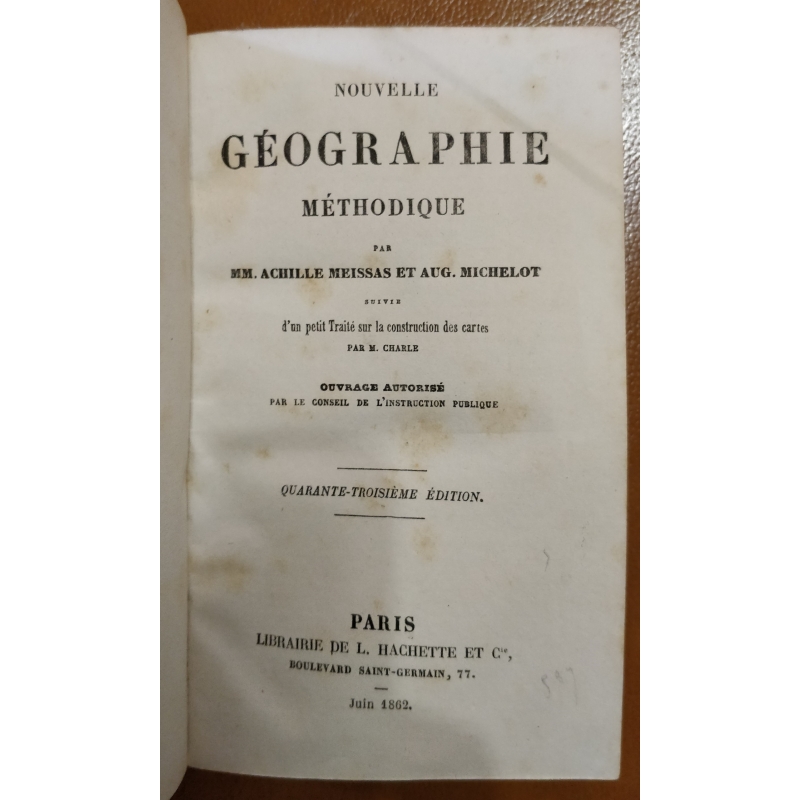 NOUVELLE
GÉOGRAPHIE
MÉTHODIQUE
PAR
MM. ACHILLE MEISSAS ET AUG. MICHELOT
SUIVIE
d'un petit Traité sur la construction des cartes
PAR M. CHARLE
OUVRAGE AUTORISÉ
PAR LE CONSEIL DE L'INSTRUCTION PUBLIQUE
QUARANTE-TROISIÈME ÉDITION.
PARIS
LIBRAIRIE DE L. HACHETTE ET Cie,
BOULEVARD SAINT-GERMAIN, 77.
Juin 1862.